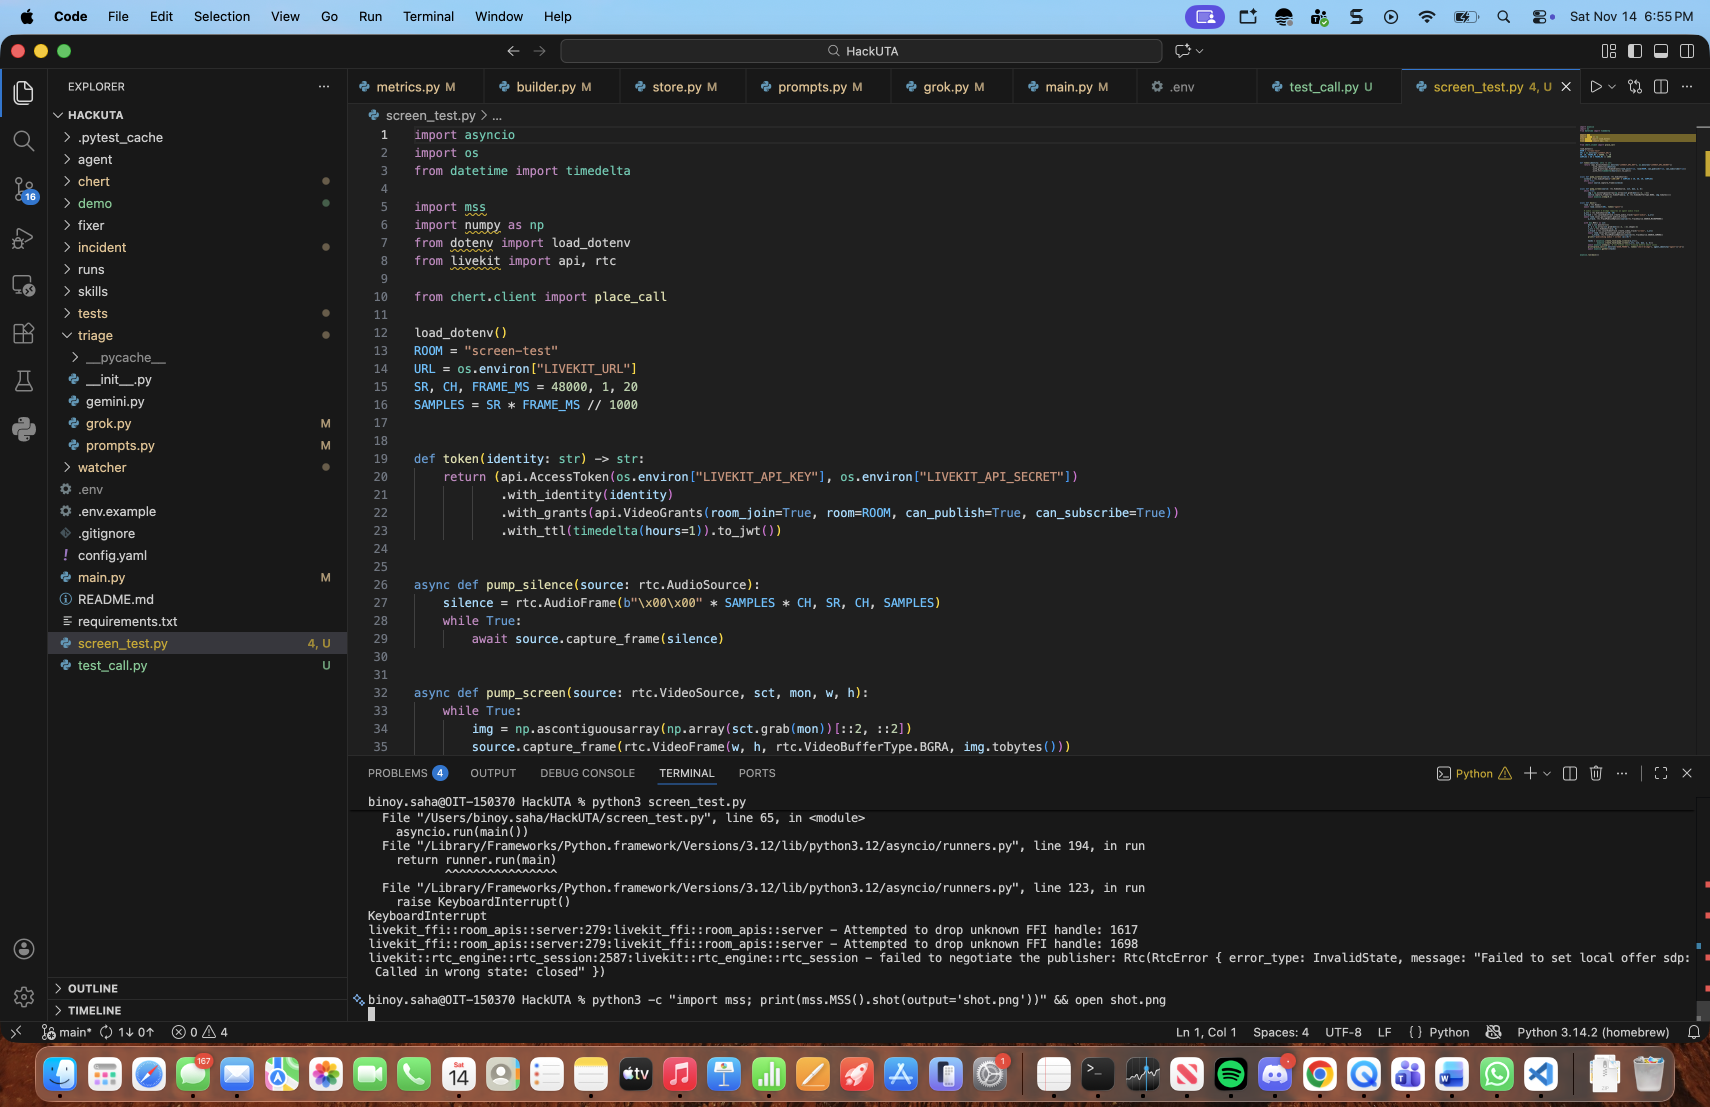 Code File Edit Selection View Go Run Terminal Window Help
Sat Nov 14 6:55 PM
HackUTA
EXPLORER
metrics.py M
builder.py M
store.py M
prompts.py M
grok.py M
main.py M
.env
test_call.py U
screen_test.py 4, U
HACKUTA
.pytest_cache
agent
chert
demo
fixer
incident
runs
skills
tests
triage
__pycache__
__init__.py
gemini.py
grok.py M
prompts.py M
watcher
.env
.env.example
.gitignore
config.yaml
main.py M
README.md
requirements.txt
screen_test.py 4, U
test_call.py U
OUTLINE
TIMELINE
16
screen_test.py > ...
1 import asyncio
2 import os
3 from datetime import timedelta
4
5 import mss
6 import numpy as np
7 from dotenv import load_dotenv
8 from livekit import api, rtc
9
10 from chert.client import place_call
11
12 load_dotenv()
13 ROOM = "screen-test"
14 URL = os.environ["LIVEKIT_URL"]
15 SR, CH, FRAME_MS = 48000, 1, 20
16 SAMPLES = SR * FRAME_MS // 1000
17
18
19 def token(identity: str) -> str:
20 return (api.AccessToken(os.environ["LIVEKIT_API_KEY"], os.environ["LIVEKIT_API_SECRET"])
21 .with_identity(identity)
22 .with_grants(api.VideoGrants(room_join=True, room=ROOM, can_publish=True, can_subscribe=True))
23 .with_ttl(timedelta(hours=1)).to_jwt())
24
25
26 async def pump_silence(source: rtc.AudioSource):
27 silence = rtc.AudioFrame(b"\x00\x00" * SAMPLES * CH, SR, CH, SAMPLES)
28 while True:
29 await source.capture_frame(silence)
30
31
32 async def pump_screen(source: rtc.VideoSource, sct, mon, w, h):
33 while True:
34 img = np.ascontiguousarray(np.array(sct.grab(mon))[::2, ::2])
35 source.capture_frame(rtc.VideoFrame(w, h, rtc.VideoBufferType.BGRA, img.tobytes()))
PROBLEMS 4 OUTPUT DEBUG CONSOLE TERMINAL PORTS
Python
binoy.saha@OIT-150370 HackUTA % python3 screen_test.py
File "/Users/binoy.saha/HackUTA/screen_test.py", line 65, in <module>
asyncio.run(main())
File "/Library/Frameworks/Python.framework/Versions/3.12/lib/python3.12/asyncio/runners.py", line 194, in run
return runner.run(main)
^^^^^^^^^^^^^^^^
File "/Library/Frameworks/Python.framework/Versions/3.12/lib/python3.12/asyncio/runners.py", line 123, in run
raise KeyboardInterrupt()
KeyboardInterrupt
livekit_ffi::room_apis::server:279:livekit_ffi::room_apis::server - Attempted to drop unknown FFI handle: 1617
livekit_ffi::room_apis::server:279:livekit_ffi::room_apis::server - Attempted to drop unknown FFI handle: 1698
livekit::rtc_engine::rtc_session:2587:livekit::rtc_engine::rtc_session - failed to negotiate the publisher: Rtc(RtcError { error_type: InvalidState, message: "Failed to set local offer sdp:
Called in wrong state: closed" })
binoy.saha@OIT-150370 HackUTA % python3 -c "import mss; print(mss.MSS().shot(output='shot.png'))" && open shot.png
main* 1↓ 0↑ 0 4
Ln 1, Col 1 Spaces: 4 UTF-8 LF { } Python Python 3.14.2 (homebrew)
167
Sat
14
tv
1